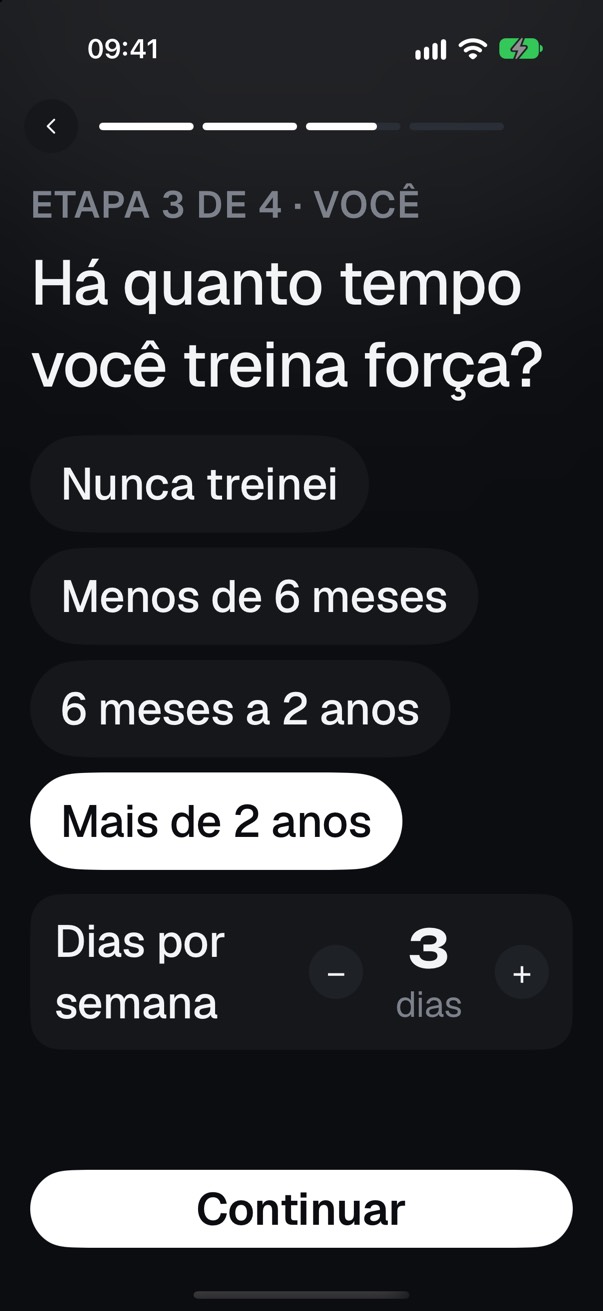 09:41
ETAPA 3 DE 4 · VOCÊ
Há quanto tempo
você treina força?
Nunca treinei
Menos de 6 meses
6 meses a 2 anos
Mais de 2 anos
Dias por
semana
−
3
dias
+
Continuar